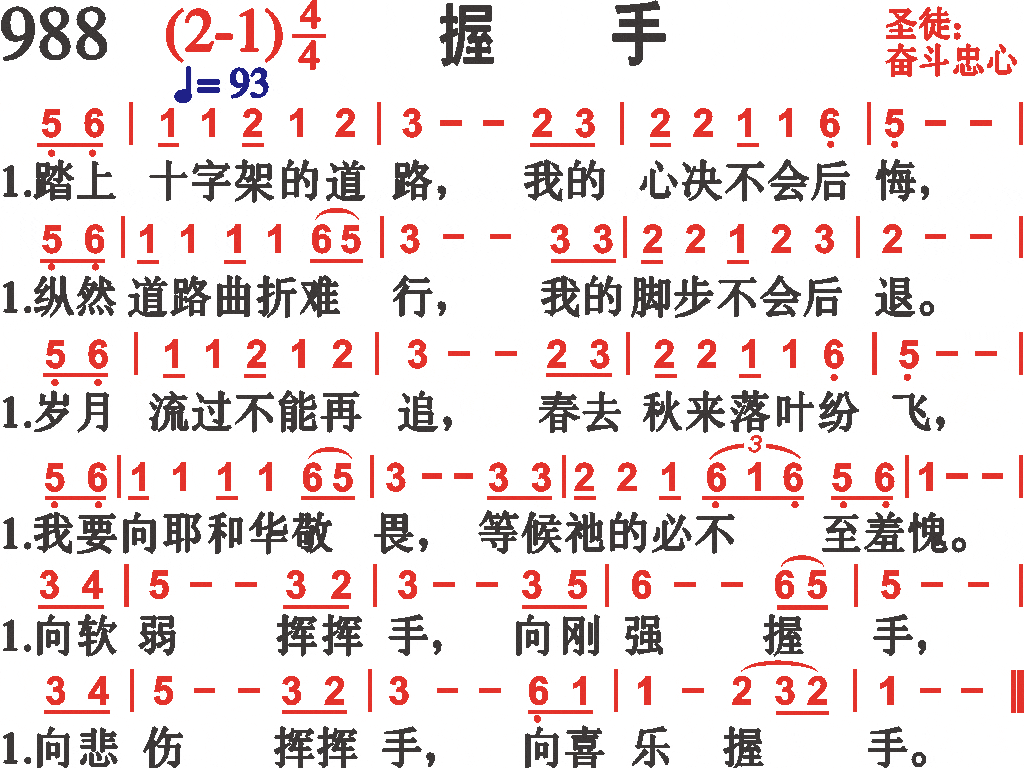 988 (2-1) 4/4 握 手 圣徒:
♩= 93 奋斗忠心
5 6 | 1 1 2 1 2 | 3 - - 2 3 | 2 2 1 1 6 | 5 - - |
1.踏上 十字架的道 路， 我的 心决不会后 悔，
5 6 | 1 1 1 1 6 5 | 3 - - 3 3 | 2 2 1 2 3 | 2 - - |
1.纵然 道路曲折难 行， 我的脚步不会后 退。
5 6 | 1 1 2 1 2 | 3 - - 2 3 | 2 2 1 1 6 | 5 - - |
1.岁月 流过不能再 追， 春去 秋来落叶纷 飞，
5 6 | 1 1 1 1 6 5 | 3 - - 3 3 | 2 2 1 3 6 1 6 5 6 | 1 - - |
1.我要向耶和华敬 畏， 等候祂的必不 至羞愧。
3 4 | 5 - - 3 2 | 3 - - 3 5 | 6 - - 6 5 | 5 - - |
1.向软 弱 挥挥 手， 向刚 强 握 手，
3 4 | 5 - - 3 2 | 3 - - 6 1 | 1 - 2 3 2 | 1 - - ‖
1.向悲 伤 挥挥 手， 向喜 乐 握 手。